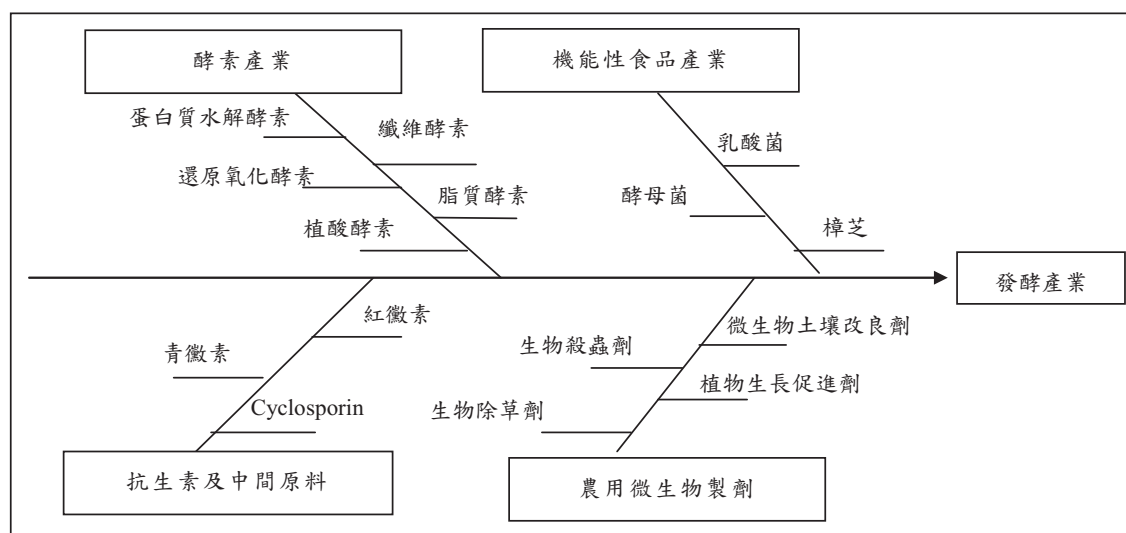 酵素產業
機能性食品產業
蛋白質水解酵素
纖維酵素
還原氧化酵素
脂質酵素
植酸酵素
乳酸菌
酵母菌
樟芝
發酵產業
紅黴素
青黴素
Cyclosporin
抗生素及中間原料
微生物土壤改良劑
生物殺蟲劑
植物生長促進劑
生物除草劑
農用微生物製劑